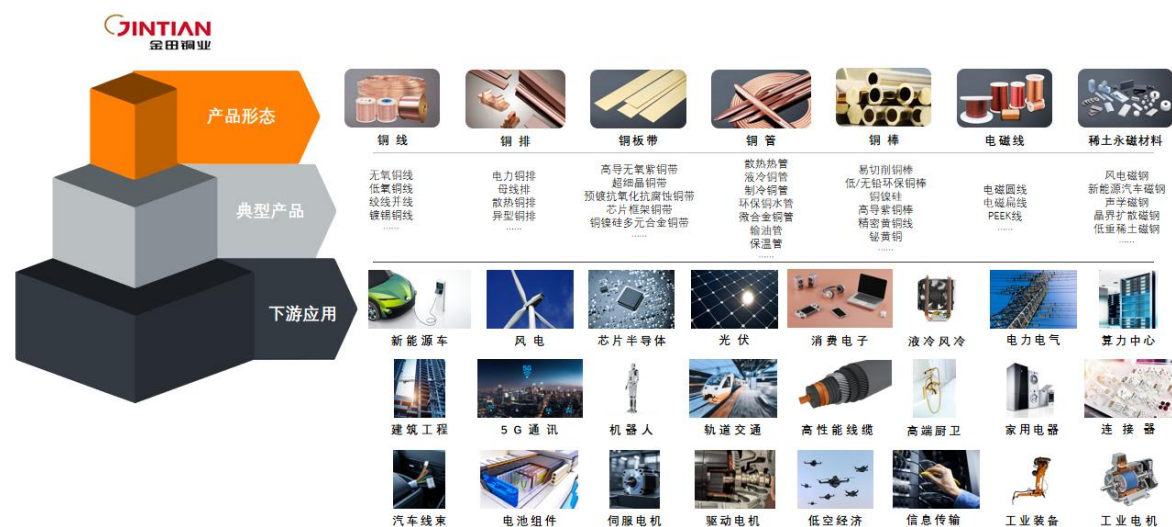 JINTIAN
金田铜业
产品形态
铜线
铜排
铜板带
铜管
铜棒
电磁线
稀土永磁材料
典型产品
无氧铜线
低氧铜线
绞线开线
镀锡铜线
……
电力铜排
母线排
散热铜排
异型铜排
……
高导无氧紫铜带
超细晶铜带
预镀抗氧化抗腐蚀铜带
芯片框架铜带
铜镍硅多元合金铜带
……
散热热管
液冷铜管
制冷铜管
环保铜水管
微合金铜管
输油管
保温管
……
易切削铜棒
低/无铅环保铜棒
铜镍硅
高导紫铜棒
精密黄铜线
铋黄铜
……
电磁圆线
电磁扁线
PEEK线
……
风电磁钢
新能源汽车磁钢
声学磁钢
晶界扩散磁钢
低重稀土磁钢
……
下游应用
新能源车
风电
芯片半导体
光伏
消费电子
液冷风冷
电力电气
算力中心
5G
建筑工程
5G通讯
机器人
轨道交通
高性能线缆
高端厨卫
家用电器
连接器
汽车线束
电池组件
伺服电机
驱动电机
低空经济
信息传输
工业装备
工业电机